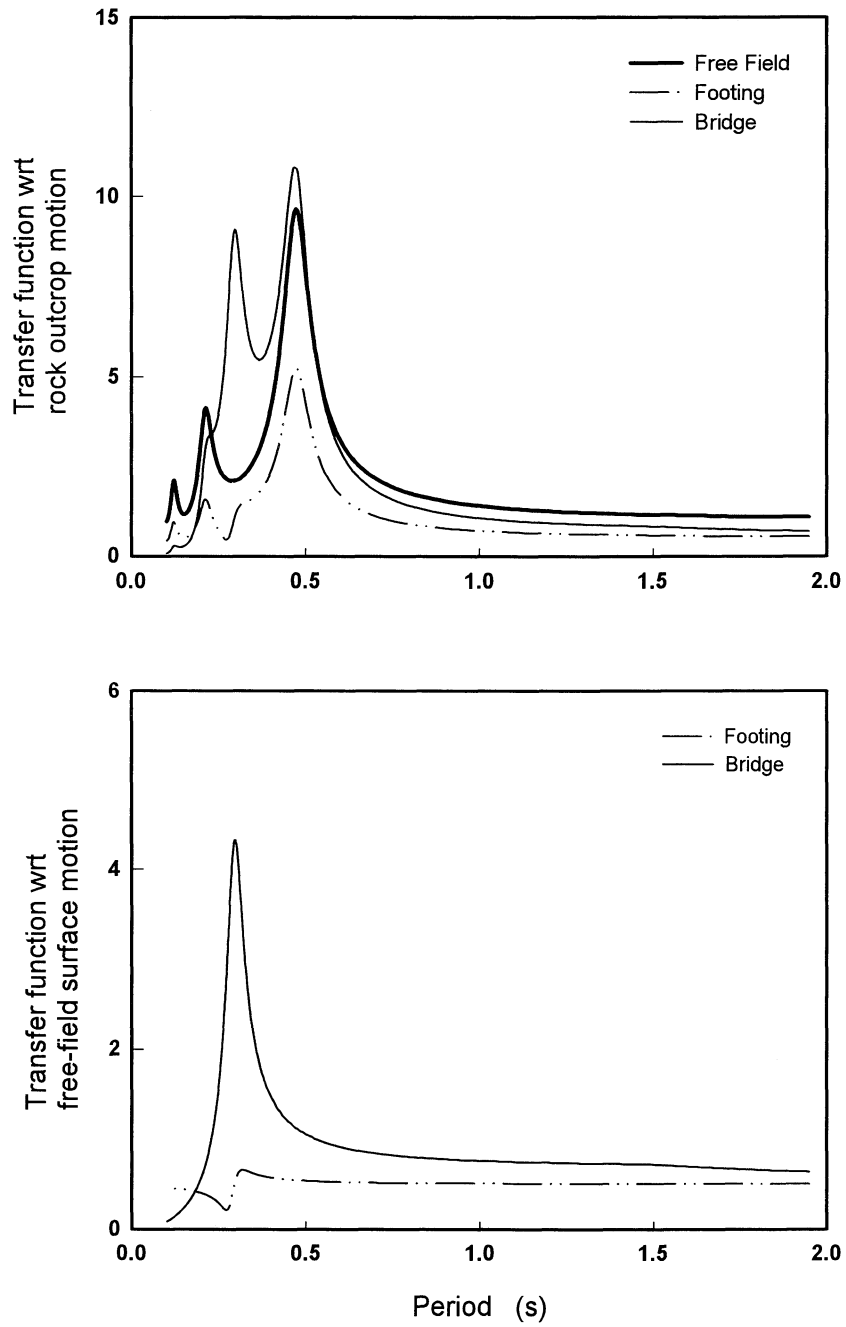 15
10
5
0
Transfer function wrt
rock outcrop motion
Free Field
Footing
Bridge
0.0 0.5 1.0 1.5 2.0
6
4
2
0
Transfer function wrt
free-field surface motion
Footing
Bridge
0.0 0.5 1.0 1.5 2.0
Period (s)